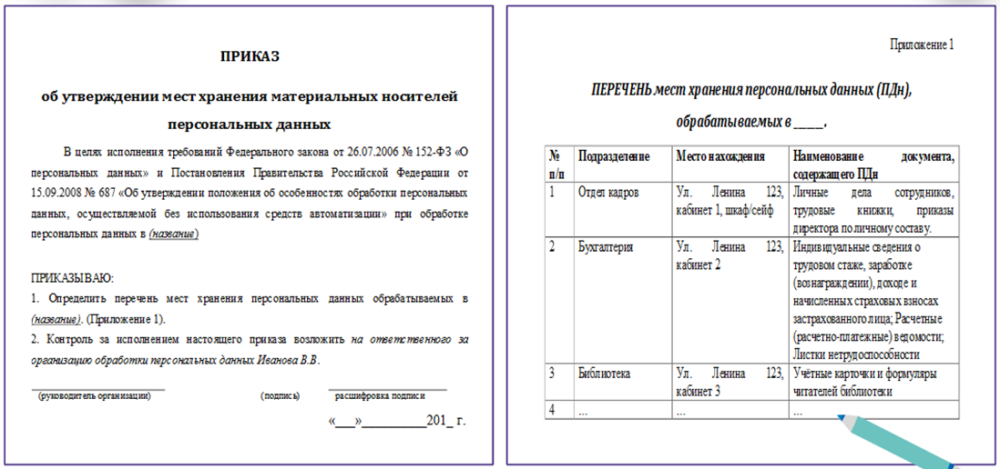 ПРИКАЗ
об утверждении мест хранения материальных носителей
персональных данных
В целях исполнения требований Федерального закона от 26.07.2006 № 152-ФЗ «О
персональных данных» и Постановления Правительства Российской Федерации от
15.09.2008 № 687 «Об утверждении положения об особенностях обработки персональных
данных, осуществляемой без использования средств автоматизации» при обработке
персональных данных в (название)
ПРИКАЗЫВАЮ:
1. Определить перечень мест хранения персональных данных обрабатываемых в
(название). (Приложение 1).
2. Контроль за исполнением настоящего приказа возложить на ответственного за
организацию обработки персональных данных Иванова В.В.
(руководитель организации) (подпись) расшифровка подписи
«___»__________201_ г.
Приложение 1
ПЕРЕЧЕНЬ мест хранения персональных данных (ПДн),
обрабатываемых в _____.
№ п/п Подразделение Место нахождения Наименование документа, содержащего ПДн
1 Отдел кадров Ул. Ленина 123, кабинет 1, шкаф/сейф Личные дела сотрудников, трудовые книжки, приказы директора по личному составу.
2 Бухгалтерия Ул. Ленина 123, кабинет 2 Индивидуальные сведения о трудовом стаже, заработке (вознаграждении), доходе и начисленных страховых взносах застрахованного лица; Расчетные (расчетно-платежные) ведомости; Листки нетрудоспособности
3 Библиотека Ул. Ленина 123, кабинет 3 Учётные карточки и формуляры читателей библиотеки
4 ... ... ...